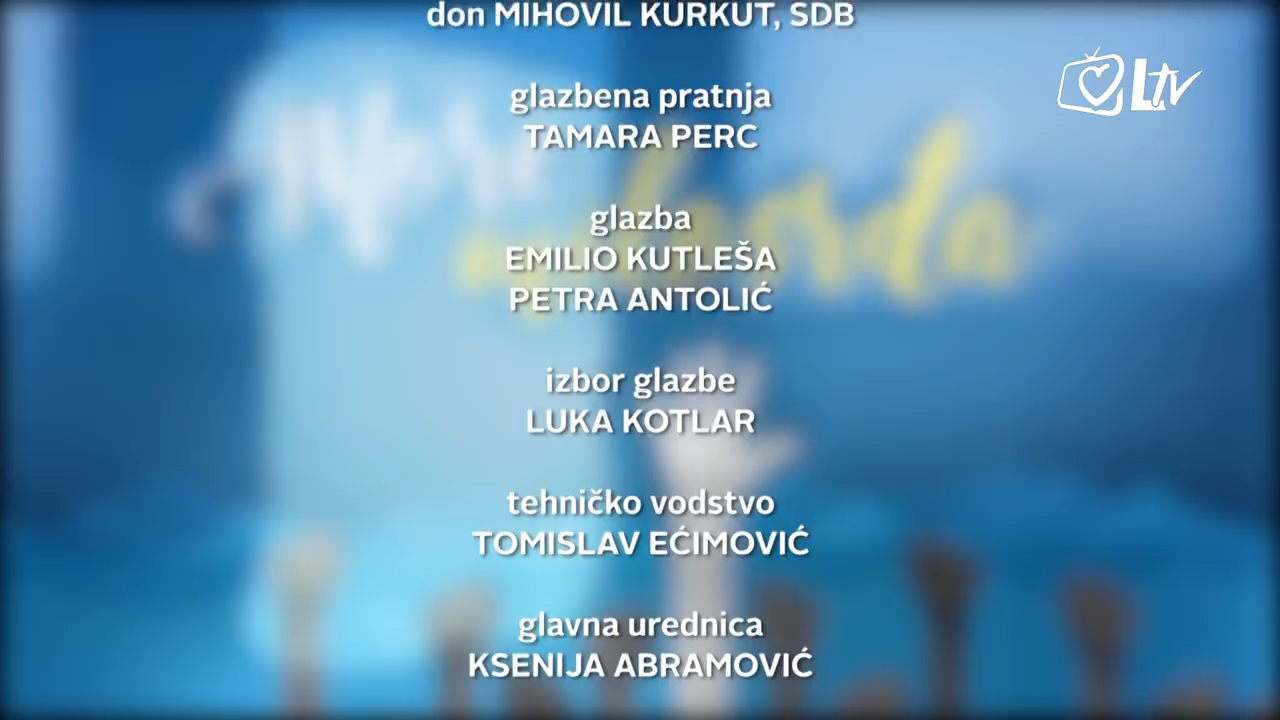 don MIHOVIL KURKUT, SDB
LTV
glazbena pratnja
TAMARA PERC
glazba
EMILIO KUTLEŠA
PETRA ANTOLIĆ
izbor glazbe
LUKA KOTLAR
tehničko vodstvo
TOMISLAV EĆIMOVIĆ
glavna urednica
KSENIJA ABRAMOVIĆ